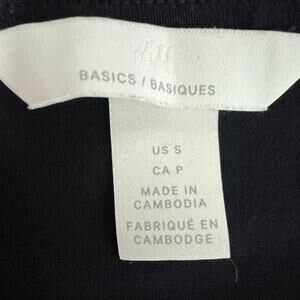 H&M
BASICS / BASIQUES
US S
CA P
MADE IN
CAMBODIA
FABRIQUÉ EN
CAMBODGE